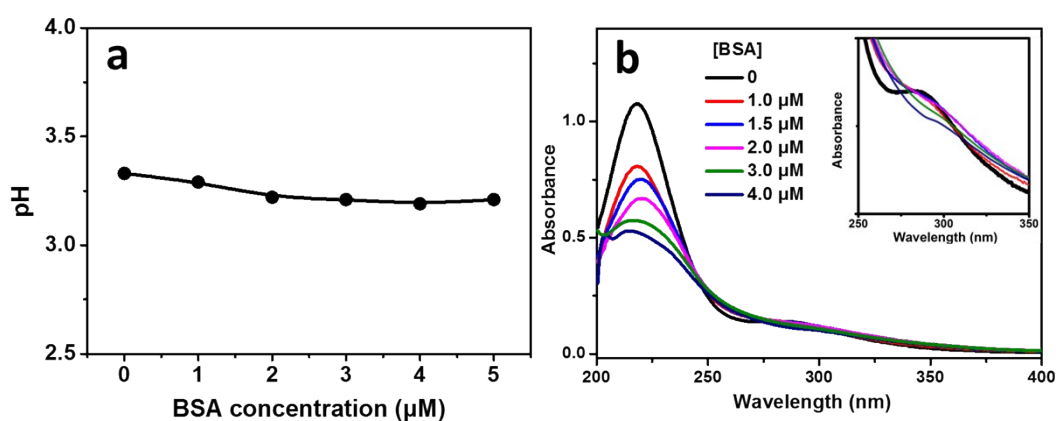 a
4.0
3.5
3.0
2.5
pH
0 1 2 3 4 5
BSA concentration (µM)
b
[BSA]
0
1.0 µM
1.5 µM
2.0 µM
3.0 µM
4.0 µM
1.0
0.5
0.0
Absorbance
200 250 300 350 400
Wavelength (nm)
Absorbance
250 300 350
Wavelength (nm)